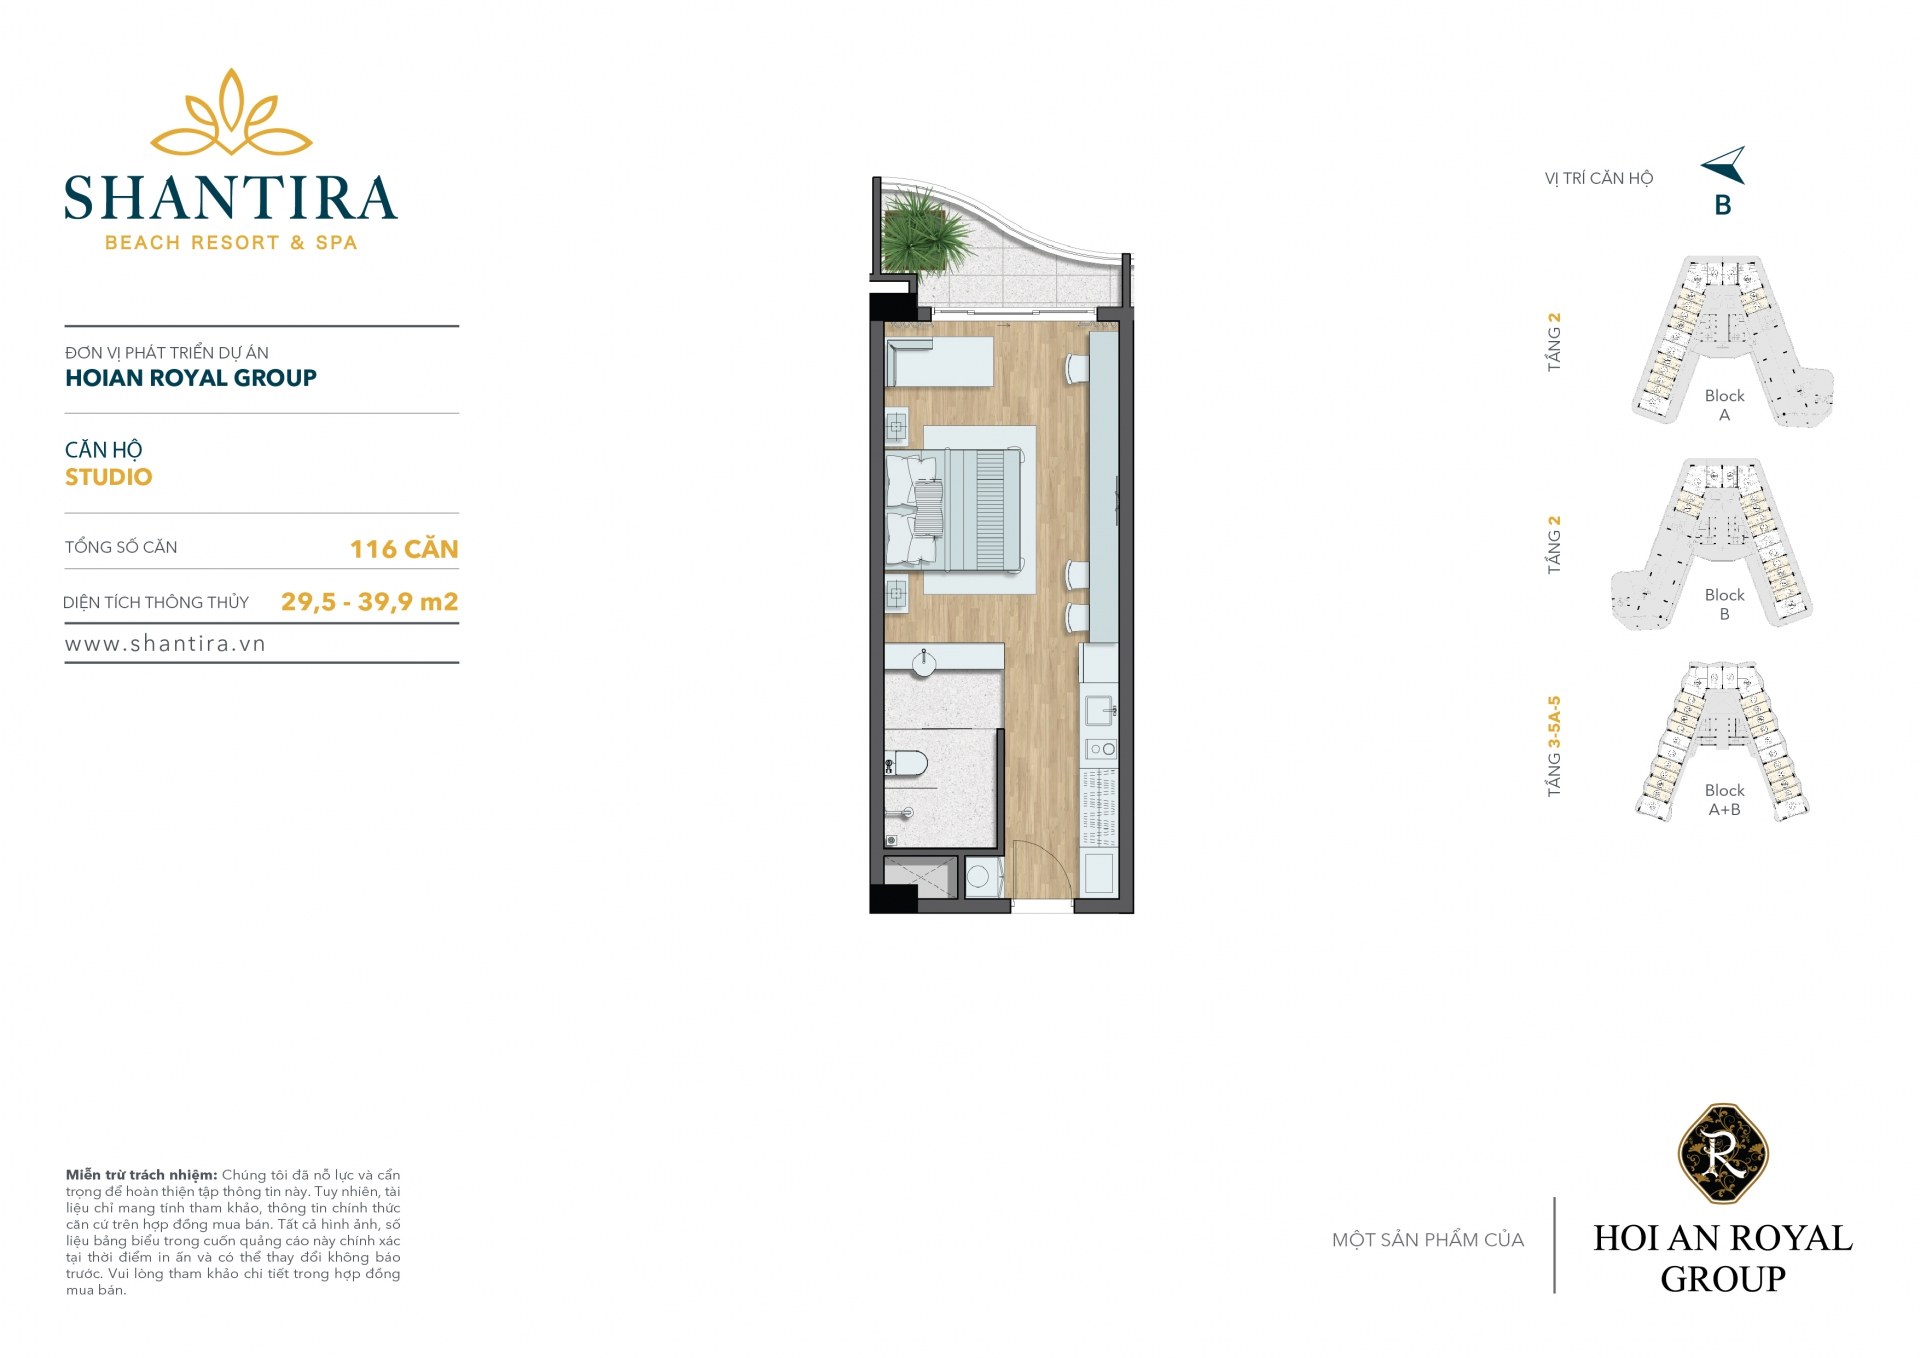 SHANTIRA
BEACH RESORT & SPA
ĐƠN VỊ PHÁT TRIỂN DỰ ÁN
HOIAN ROYAL GROUP
CĂN HỘ
STUDIO
TỔNG SỐ CĂN 116 CĂN
DIỆN TÍCH THÔNG THỦY 29,5 - 39,9 m2
www.shantira.vn
VỊ TRÍ CĂN HỘ
B
TẦNG 2
Block
A
TẦNG 2
Block
B
TẦNG 3-5A-5
Block
A+B
Miễn trừ trách nhiệm: Chúng tôi đã nỗ lực và cẩn
trọng để hoàn thiện tập thông tin này. Tuy nhiên, tài
liệu chỉ mang tính tham khảo, thông tin chính thức
căn cứ trên hợp đồng mua bán. Tất cả hình ảnh, số
liệu bảng biểu trong cuốn quảng cáo này chính xác
tại thời điểm in ấn và có thể thay đổi không báo
trước. Vui lòng tham khảo chi tiết trong hợp đồng
mua bán.
MỘT SẢN PHẨM CỦA
R
HOI AN ROYAL
GROUP